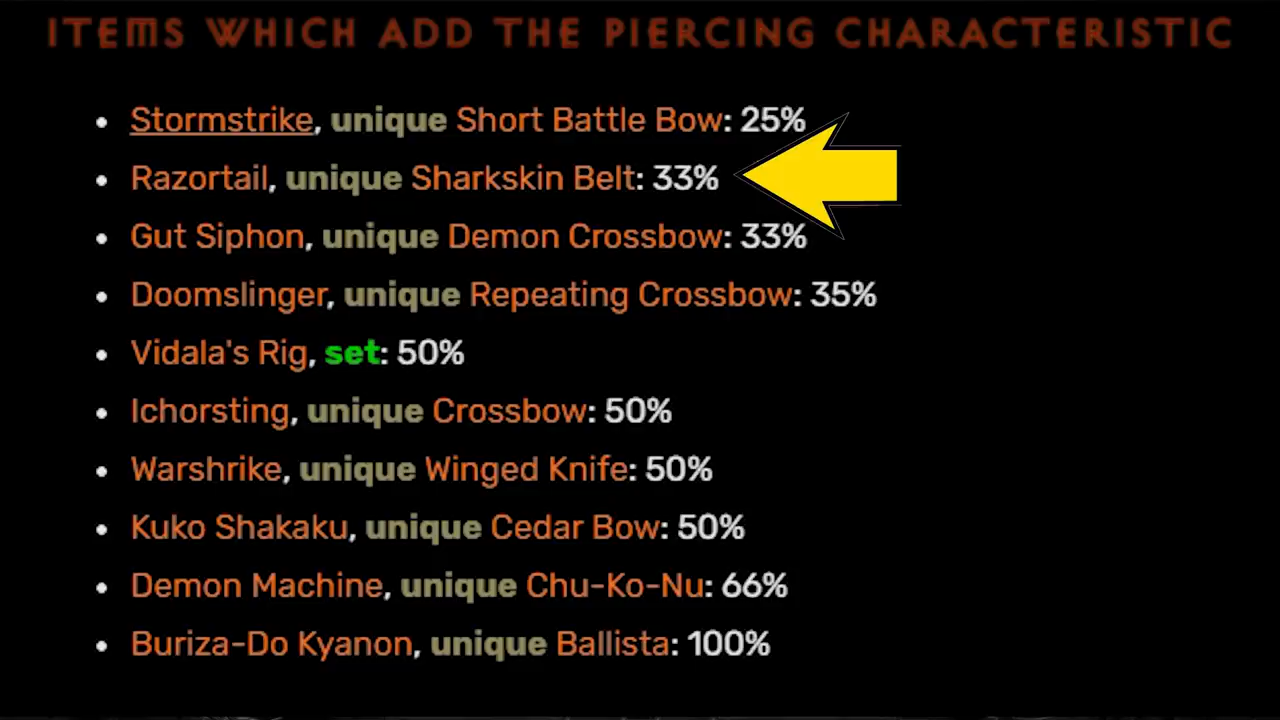 ITEMS WHICH ADD THE PIERCING CHARACTERISTIC
• Stormstrike, unique Short Battle Bow: 25%
• Razortail, unique Sharkskin Belt: 33%
• Gut Siphon, unique Demon Crossbow: 33%
• Doomslinger, unique Repeating Crossbow: 35%
• Vidala's Rig, set: 50%
• Ichorsting, unique Crossbow: 50%
• Warshrike, unique Winged Knife: 50%
• Kuko Shakaku, unique Cedar Bow: 50%
• Demon Machine, unique Chu-Ko-Nu: 66%
• Buriza-Do Kyanon, unique Ballista: 100%